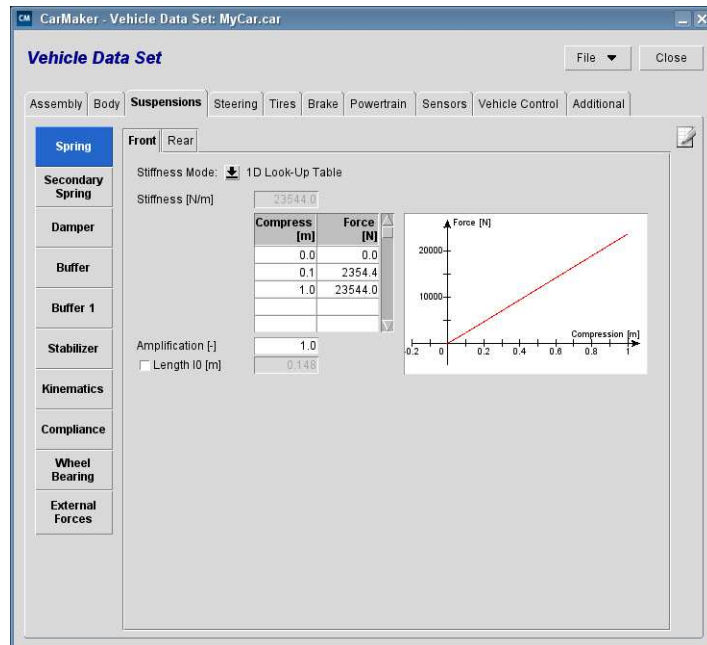 CM CarMaker - Vehicle Data Set: MyCar.car
Vehicle Data Set
File
Close
Assembly Body Suspensions Steering Tires Brake Powertrain Sensors Vehicle Control Additional
Spring
Secondary
Spring
Damper
Buffer
Buffer 1
Stabilizer
Kinematics
Compliance
Wheel
Bearing
External
Forces
Front Rear
Stiffness Mode: 1D Look-Up Table
Stiffness [N/m] 23544.0
Compress Force
[m] [N]
0.0 0.0
0.1 2354.4
1.0 23544.0
Amplification [-] 1.0
Length l0 [m] 0.148
Force [N]
20000
10000
Compression [m]
-0.2 0 0.2 0.4 0.6 0.8 1